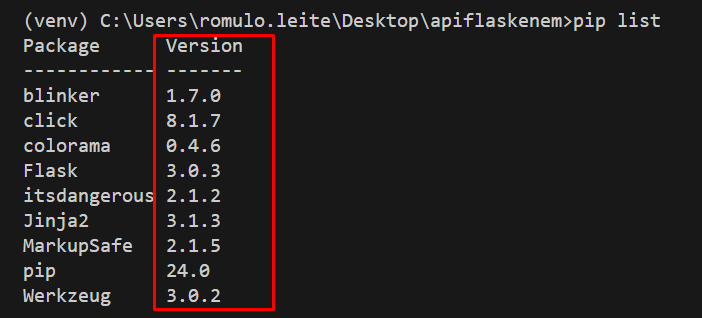 (venv) C:\Users\romulo.leite\Desktop\apiflaskenem>pip list
Package      Version
------------ -------
blinker      1.7.0
click        8.1.7
colorama     0.4.6
Flask        3.0.3
itsdangerous 2.1.2
Jinja2       3.1.3
MarkupSafe   2.1.5
pip          24.0
Werkzeug     3.0.2